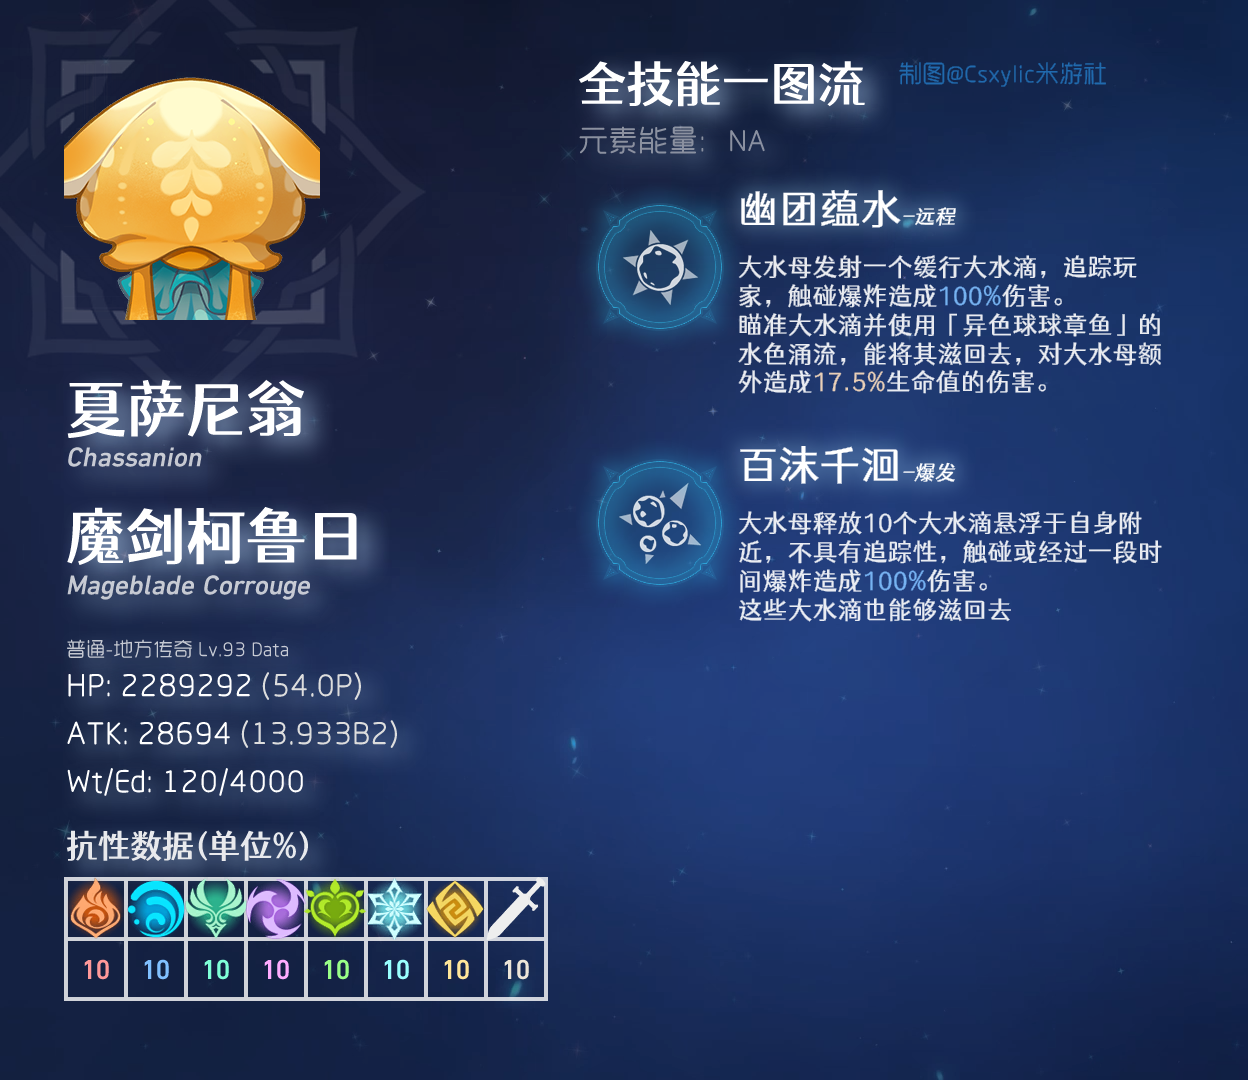 全技能一图流
制图@Csxylic米游社
元素能量: NA
幽团蕴水-远程
大水母发射一个缓行大水滴，追踪玩
家，触碰爆炸造成100%伤害。
瞄准大水滴并使用「异色球球章鱼」的
水色涌流，能将其滋回去，对大水母额
外造成17.5%生命值的伤害。
夏萨尼翁
Chassanion
百沫千洄-爆发
大水母释放10个大水滴悬浮于自身附
近，不具有追踪性，触碰或经过一段时
间爆炸造成100%伤害。
这些大水滴也能够滋回去
魔剑柯鲁日
Mageblade Corrouge
普通-地方传奇 Lv.93 Data
HP: 2289292 (54.0P)
ATK: 28694 (13.933B2)
Wt/Ed: 120/4000
抗性数据(单位%)
10 10 10 10 10 10 10 10